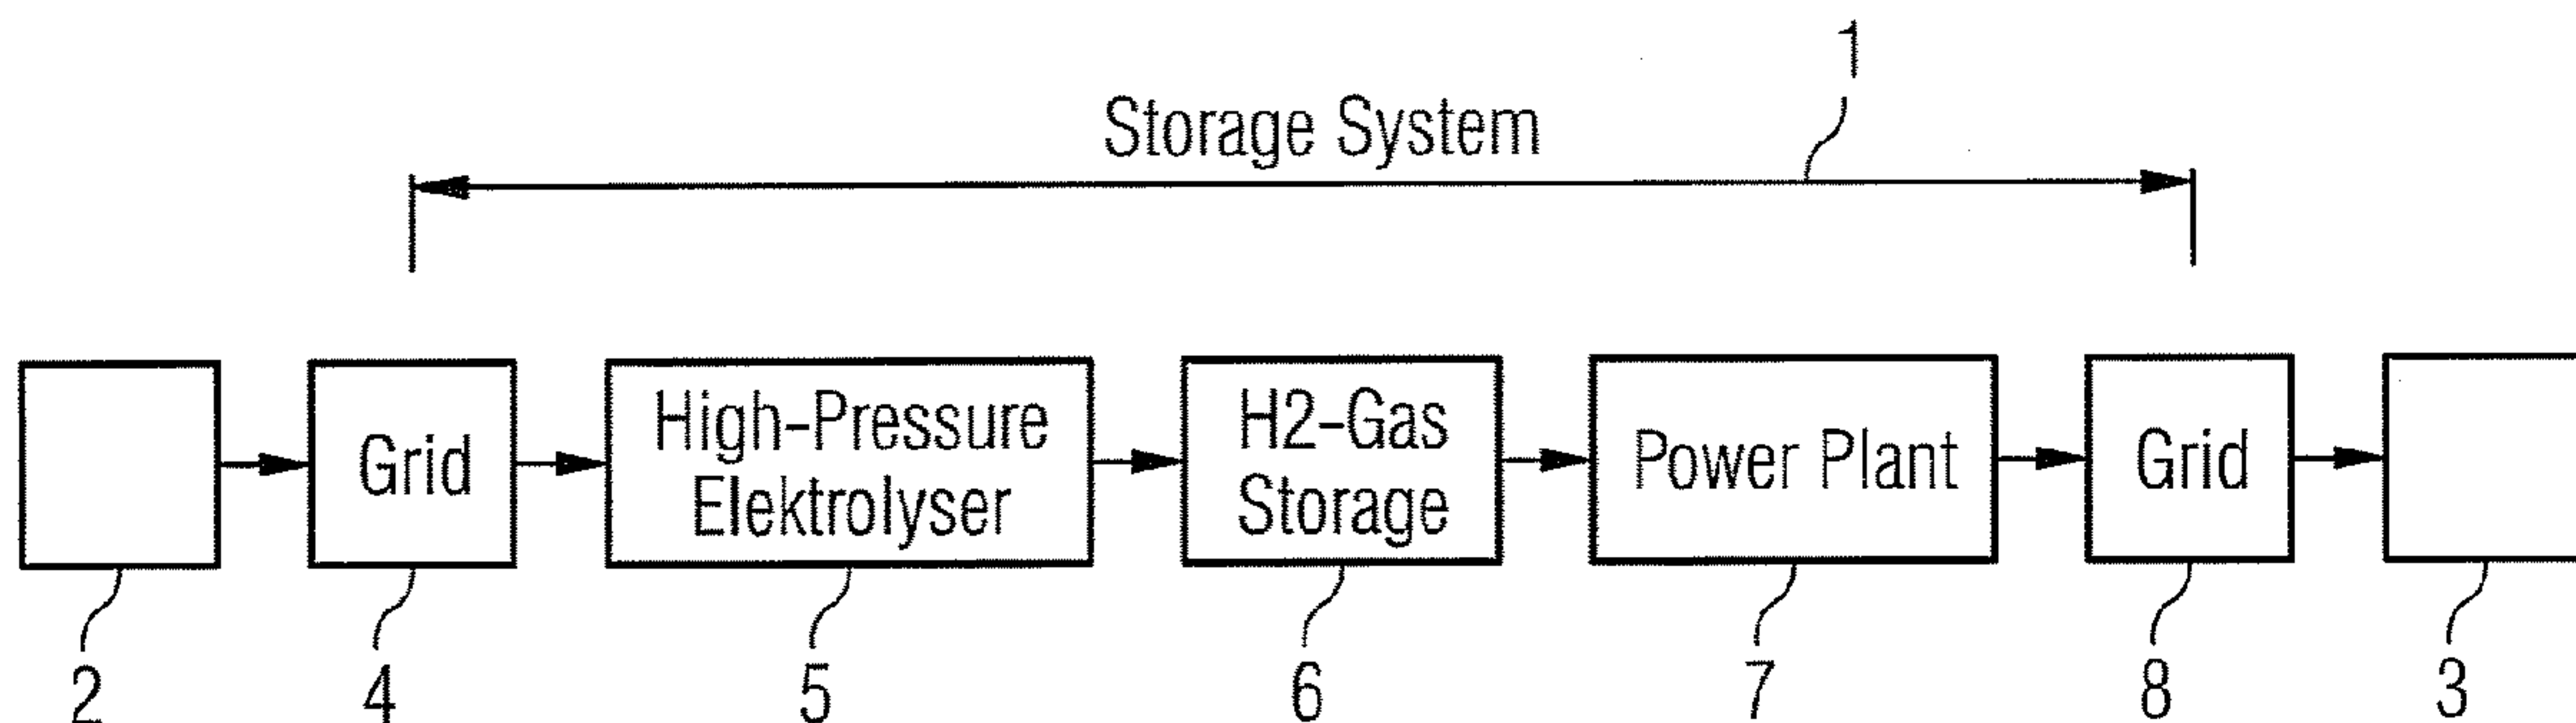 1
Storage System
Grid
High-Pressure
Elektrolyser
H2-Gas
Storage
Power Plant
Grid
2
4
5
6
7
8
3